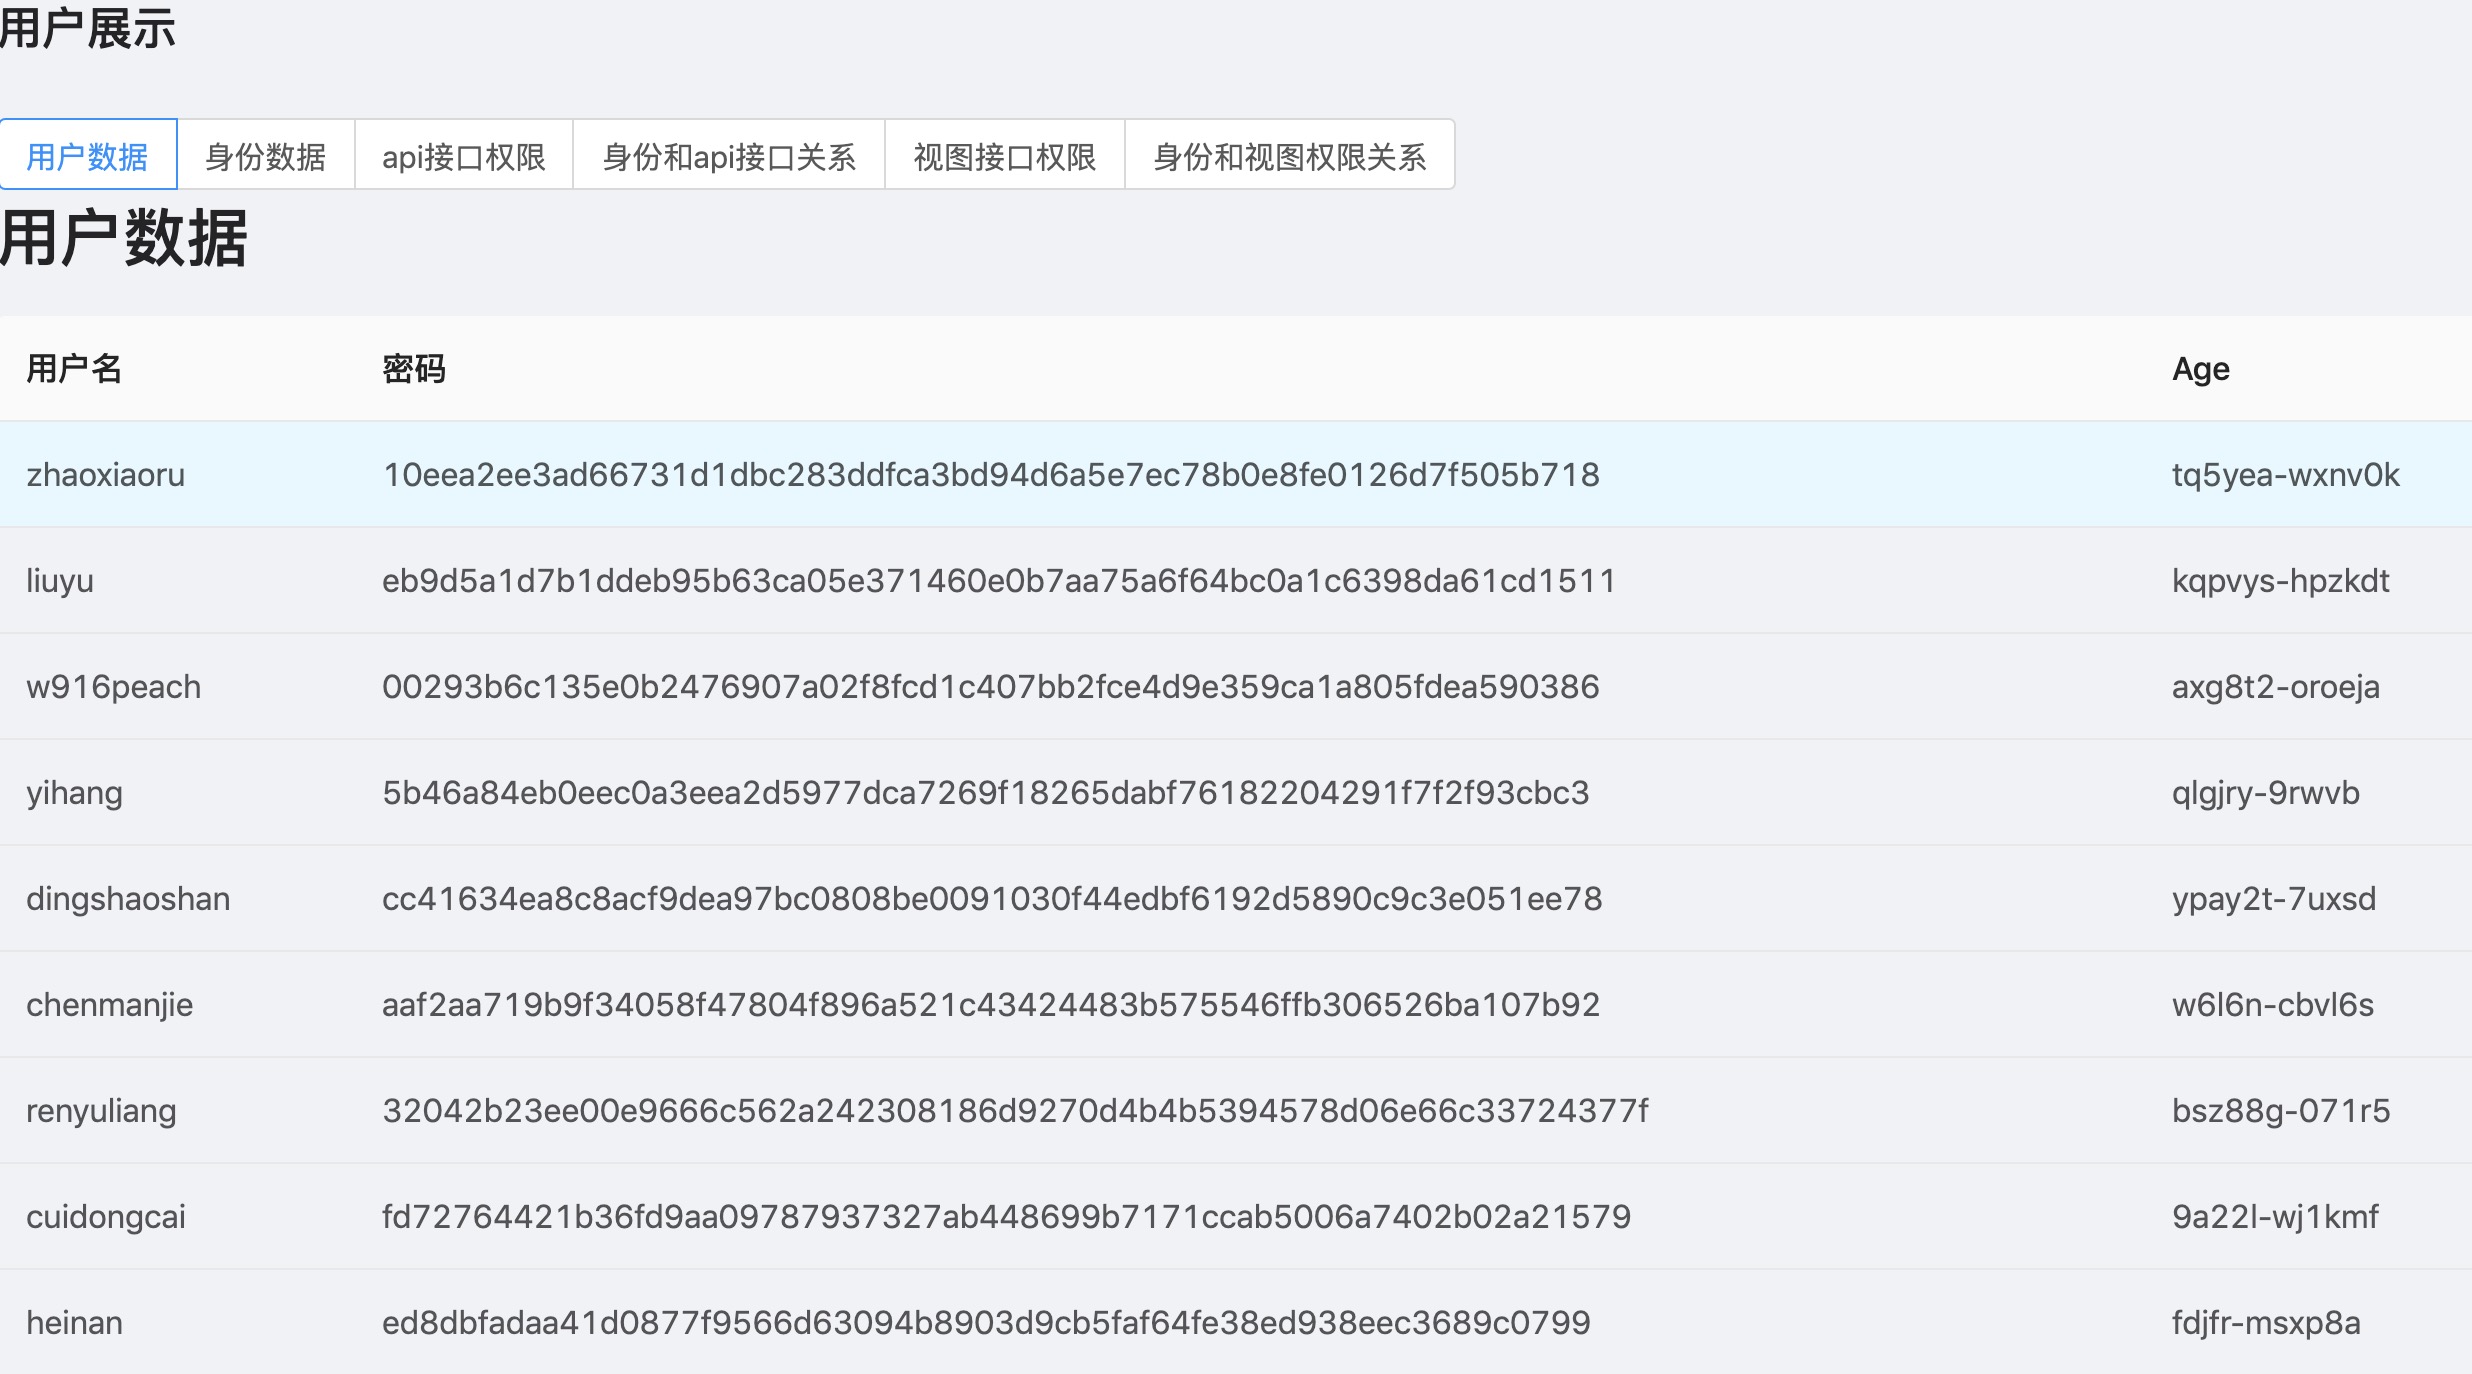 用户展示
用户数据 身份数据 api接口权限 身份和api接口关系 视图接口权限 身份和视图权限关系
用户数据
用户名 密码 Age
zhaoxiaoru 10eea2ee3ad66731d1dbc283ddfca3bd94d6a5e7ec78b0e8fe0126d7f505b718 tq5yea-wxnv0k
liuyu eb9d5a1d7b1ddeb95b63ca05e371460e0b7aa75a6f64bc0a1c6398da61cd1511 kqpvys-hpzkdt
w916peach 00293b6c135e0b2476907a02f8fcd1c407bb2fce4d9e359ca1a805fdea590386 axg8t2-oroeja
yihang 5b46a84eb0eec0a3eea2d5977dca7269f18265dabf76182204291f7f2f93cbc3 qlgjry-9rwvb
dingshaoshan cc41634ea8c8acf9dea97bc0808be0091030f44edbf6192d5890c9c3e051ee78 ypay2t-7uxsd
chenmanjie aaf2aa719b9f34058f47804f896a521c43424483b575546ffb306526ba107b92 w6l6n-cbvl6s
renyuliang 32042b23ee00e9666c562a242308186d9270d4b4b5394578d06e66c33724377f bsz88g-071r5
cuidongcai fd72764421b36fd9aa09787937327ab448699b7171ccab5006a7402b02a21579 9a22l-wj1kmf
heinan ed8dbfadaa41d0877f9566d63094b8903d9cb5faf64fe38ed938eec3689c0799 fdjfr-msxp8a